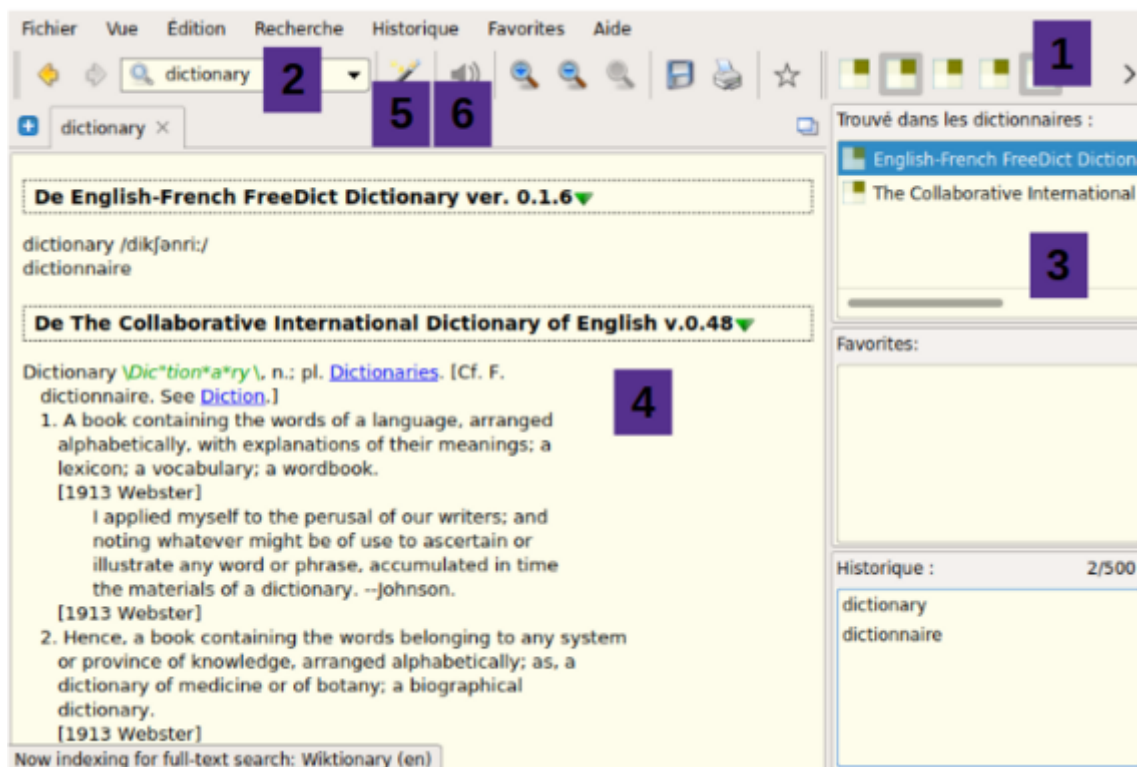 Fichier Vue Édition Recherche Historique Favorites Aide
1
dictionary 2
5 6
dictionary
Trouvé dans les dictionnaires :
English-French FreeDict Diction
The Collaborative International
3
De English-French FreeDict Dictionary ver. 0.1.6
dictionary /dikʃənri:/
dictionnaire
De The Collaborative International Dictionary of English v.0.48
Dictionary \Dic"tion*a*ry\, n.; pl. Dictionaries. [Cf. F.
dictionnaire. See Diction.]
4
1. A book containing the words of a language, arranged
alphabetically, with explanations of their meanings; a
lexicon; a vocabulary; a wordbook.
[1913 Webster]
I applied myself to the perusal of our writers; and
noting whatever might be of use to ascertain or
illustrate any word or phrase, accumulated in time
the materials of a dictionary. --Johnson.
[1913 Webster]
2. Hence, a book containing the words belonging to any system
or province of knowledge, arranged alphabetically; as, a
dictionary of medicine or of botany; a biographical
dictionary.
[1913 Webster]
Now indexing for full-text search: Wiktionary (en)
Favorites:
Historique : 2/500
dictionary
dictionnaire